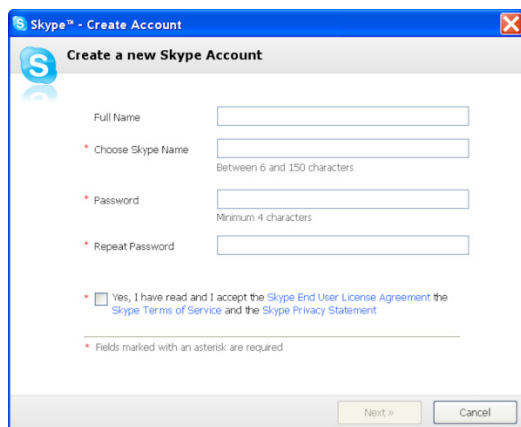 Skype™ - Create Account
Create a new Skype Account
Full Name
* Choose Skype Name
Between 6 and 150 characters
* Password
Minimum 4 characters
* Repeat Password
* Yes, I have read and I accept the Skype End User License Agreement the
Skype Terms of Service and the Skype Privacy Statement
* Fields marked with an asterisk are required
Next »
Cancel